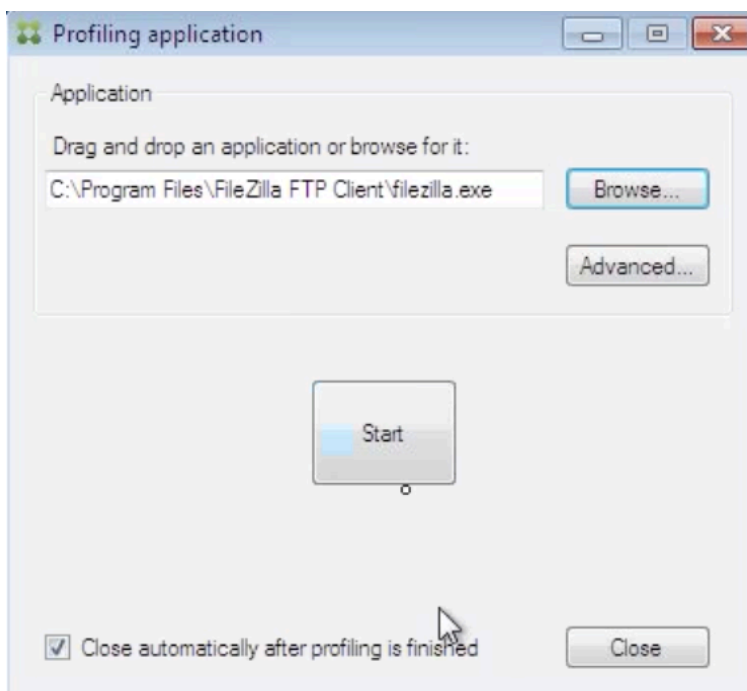 Profiling application
Application
Drag and drop an application or browse for it:
C:\Program Files\FileZilla FTP Client\filezilla.exe
Browse...
Advanced...
Start
Close automatically after profiling is finished
Close